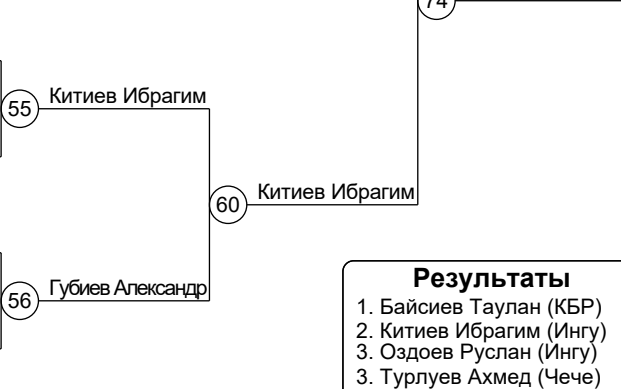 74
55 Китиев Ибрагим
60 Китиев Ибрагим
56 Губиев Александр
Результаты
1. Байсиев Таулан (КБР)
2. Китиев Ибрагим (Ингу)
3. Оздоев Руслан (Ингу)
3. Турлуев Ахмед (Чече)